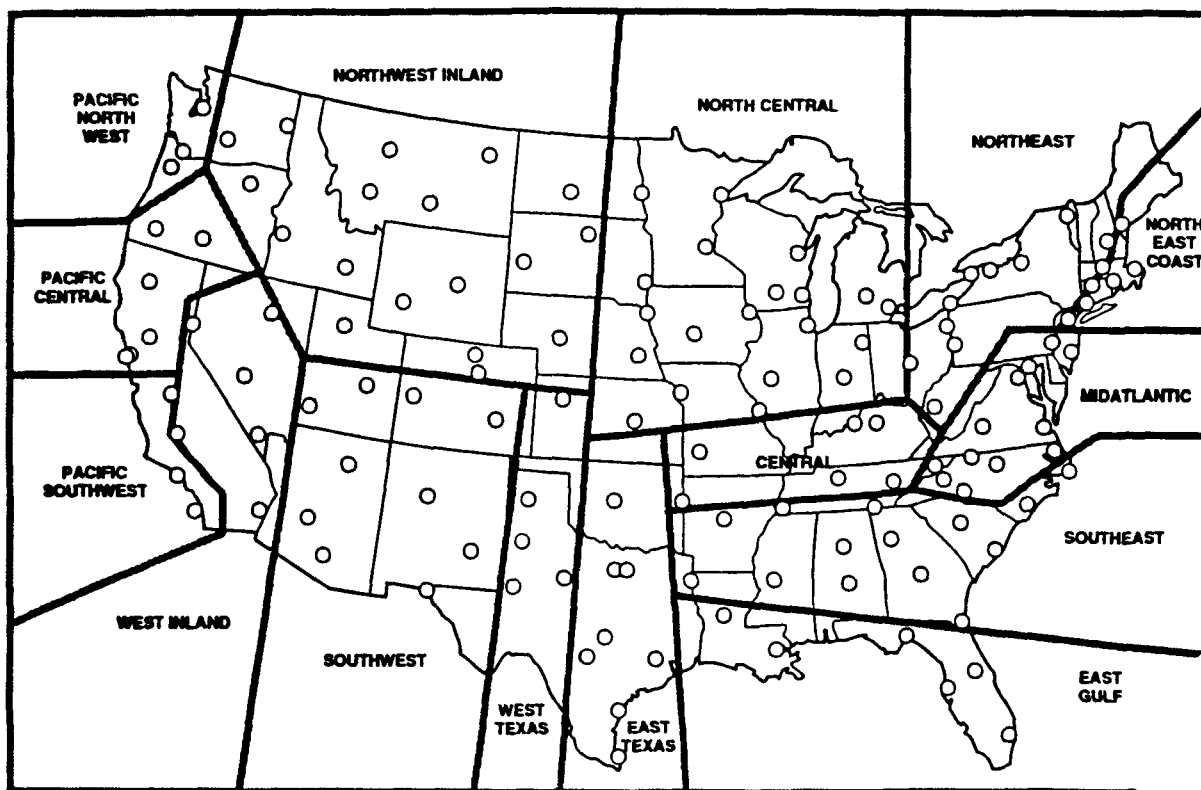 NORTHWEST INLAND
PACIFIC
NORTH
WEST
NORTH CENTRAL
NORTHEAST
NORTH
EAST
COAST
PACIFIC
CENTRAL
MIDATLANTIC
PACIFIC
SOUTHWEST
CENTRAL
SOUTHEAST
WEST INLAND
SOUTHWEST
EAST
GULF
WEST
TEXAS
EAST
TEXAS